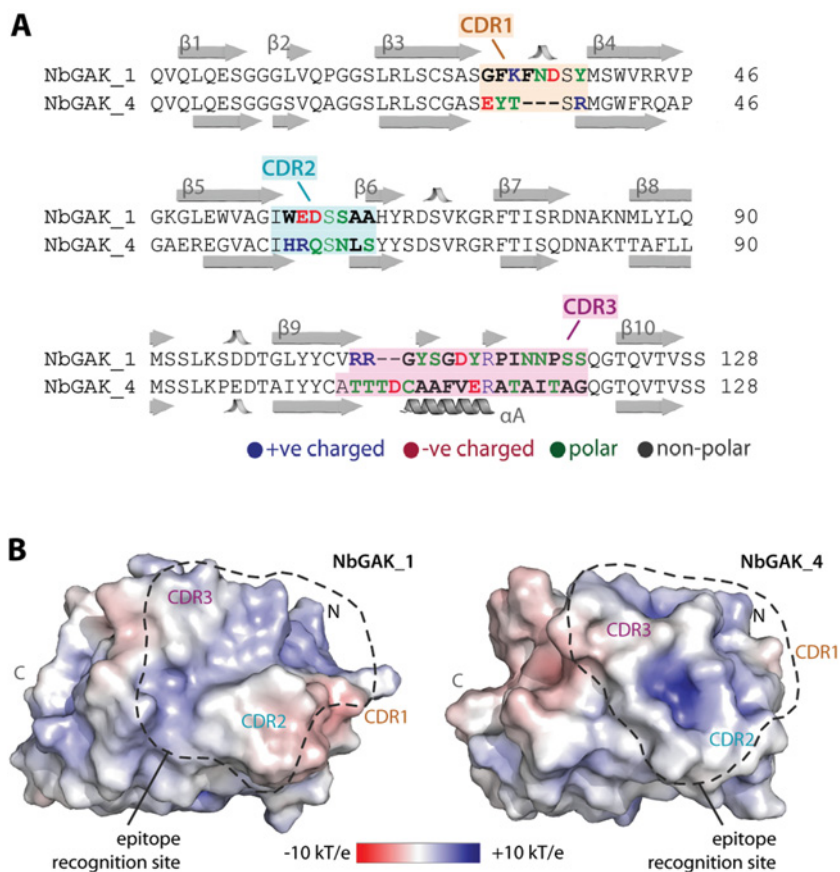 A
CDR1
β1 β2 β3 β4
NbGAK_1 QVQLQESGGGLVQPGGSLRLSCSASGFKFNDSYMSWVRRVP 46
NbGAK_4 QVQLQESGGGLVQPGGSLRLSCGASEYT---SRMGWFRQAP 46
CDR2
β5 β6 β7 β8
NbGAK_1 GKGLEWVAGIWEDSSAAHYRDSVKGRFTISRDNAKNMLYLQ 90
NbGAK_4 GAEREGVACIHRQSNLSYYSDSVRGRFTISQDNAKTTAFLL 90
CDR3
β9 β10
NbGAK_1 MSSLKSDDTGLYYCVRR--GYSGDYRPINNPSSQGTQVTVSS 128
NbGAK_4 MSSLKPEDTAIYYCATTTDCAAFVERATAITAGQGTQVTVSS 128
αA
+ve charged -ve charged polar non-polar
B
NbGAK_1 NbGAK_4
CDR3 N CDR3 N
CDR1
C C
CDR2 CDR1 CDR2
epitope
recognition site
-10 kT/e +10 kT/e
epitope
recognition site